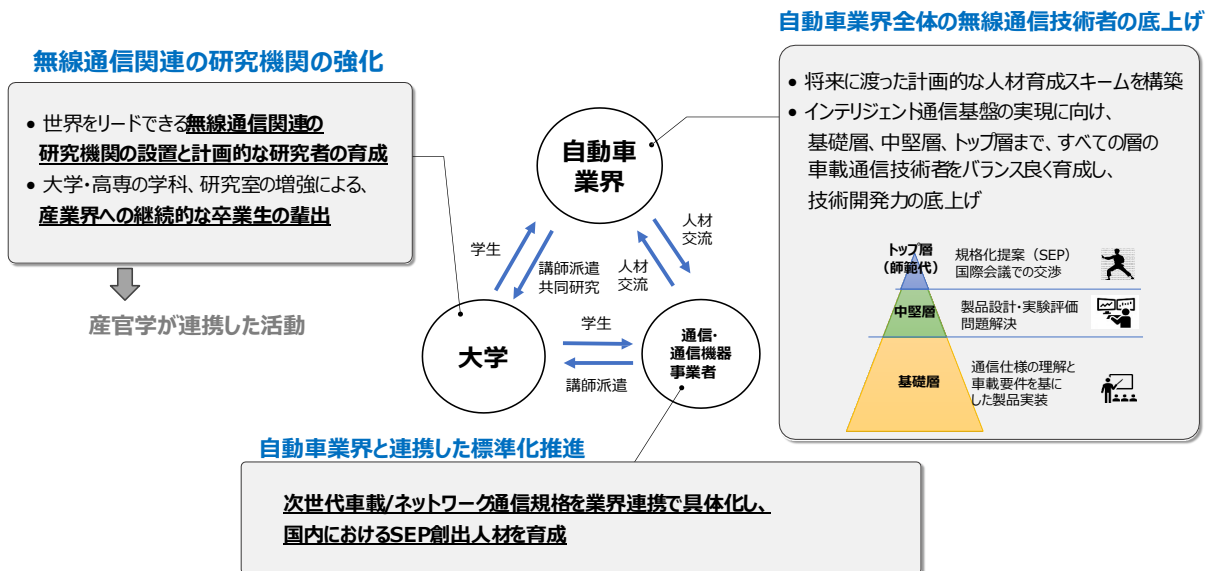 自動車業界全体の無線通信技術者の底上げ
無線通信関連の研究機関の強化
• 将来に渡った計画的な人材育成スキームを構築
• インテリジェント通信基盤の実現に向け、
基礎層、中堅層、トップ層まで、すべての層の
車載通信技術者をバランス良く育成し、
技術開発力の底上げ
• 世界をリードできる無線通信関連の
研究機関の設置と計画的な研究者の育成
• 大学・高専の学科、研究室の増強による、
産業界への継続的な卒業生の輩出
産官学が連携した活動
自動車
業界
学生
講師派遣
共同研究
人材
交流
人材
交流
大学
学生
講師派遣
通信・
通信機器
事業者
トップ層
（師範代）
規格化提案（SEP）
国際会議での交渉
中堅層
製品設計・実験評価
問題解決
基礎層
通信仕様の理解と
車載要件を基に
した製品実装
自動車業界と連携した標準化推進
次世代車載/ネットワーク通信規格を業界連携で具体化し、
国内におけるSEP創出人材を育成